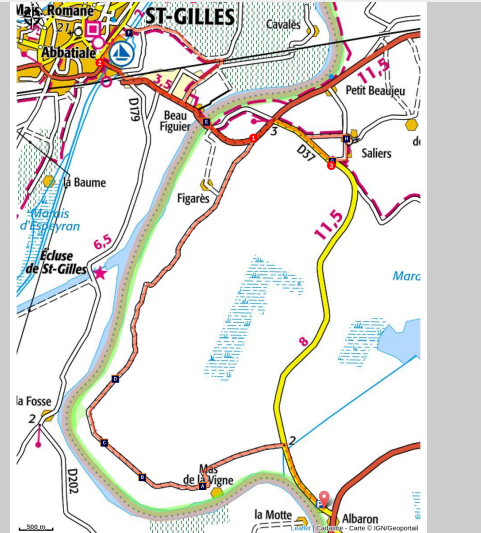 Mais. Romane
21
ST-GILLES
Cavalès
Abbatiale
F
3,5
11,5
D179
Petit Beaujeu
Beau
Figuier
E
3
H
D37
Saliers
la Baume
Figarès
Marais
d'Espeyran
6,5
11,5
Écluse
de St-Gilles
Marc
8
D
la Fosse
2
C
2
B
Mas
de la Vigne
A
D202
la Motte
Albaron
500 m
Leaflet | Cadastre - Carte © IGN/Geoportail